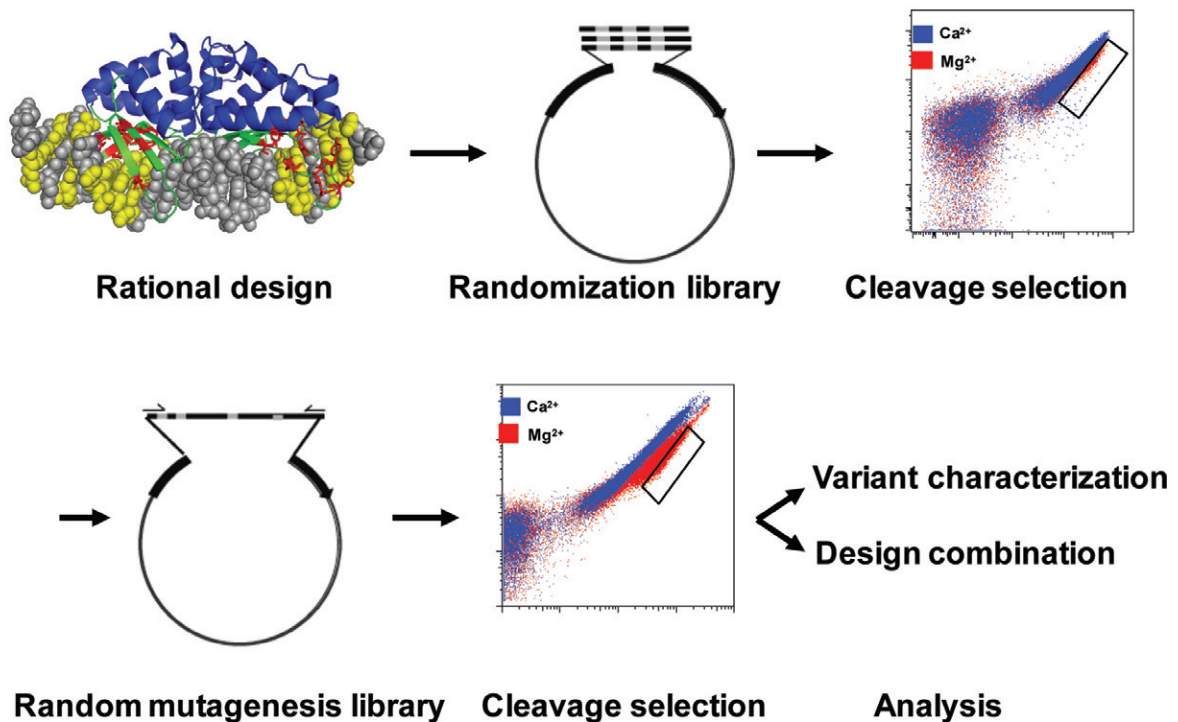 Ca²⁺
Mg²⁺
Rational design
Randomization library
Cleavage selection
Ca²⁺
Mg²⁺
Variant characterization
Design combination
Random mutagenesis library
Cleavage selection
Analysis